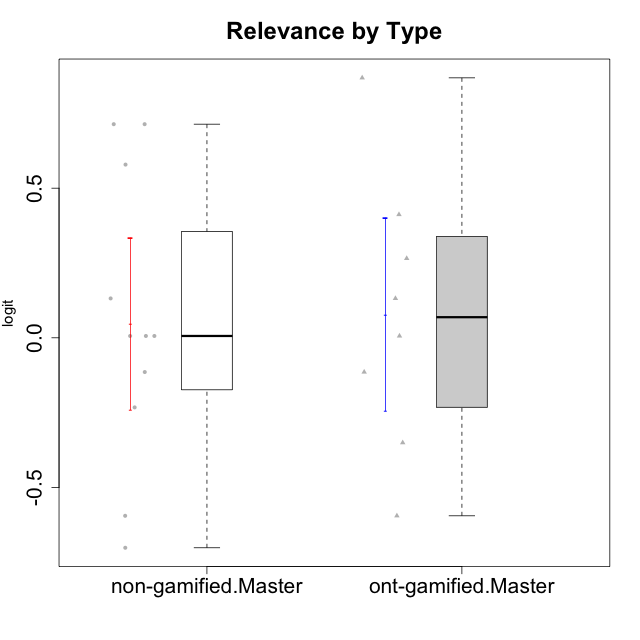 Relevance by Type
logit
0.5
0.0
-0.5
non-gamified.Master
ont-gamified.Master